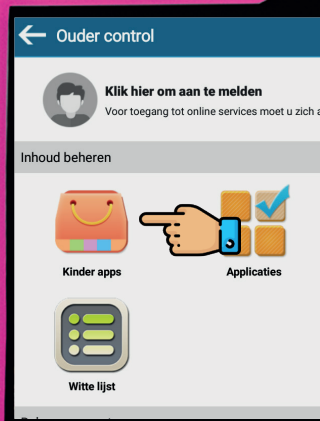 Ouder control
Klik hier om aan te melden
Voor toegang tot online services moet u zich
Inhoud beheren
Kinder apps
Applicaties
Witte lijst